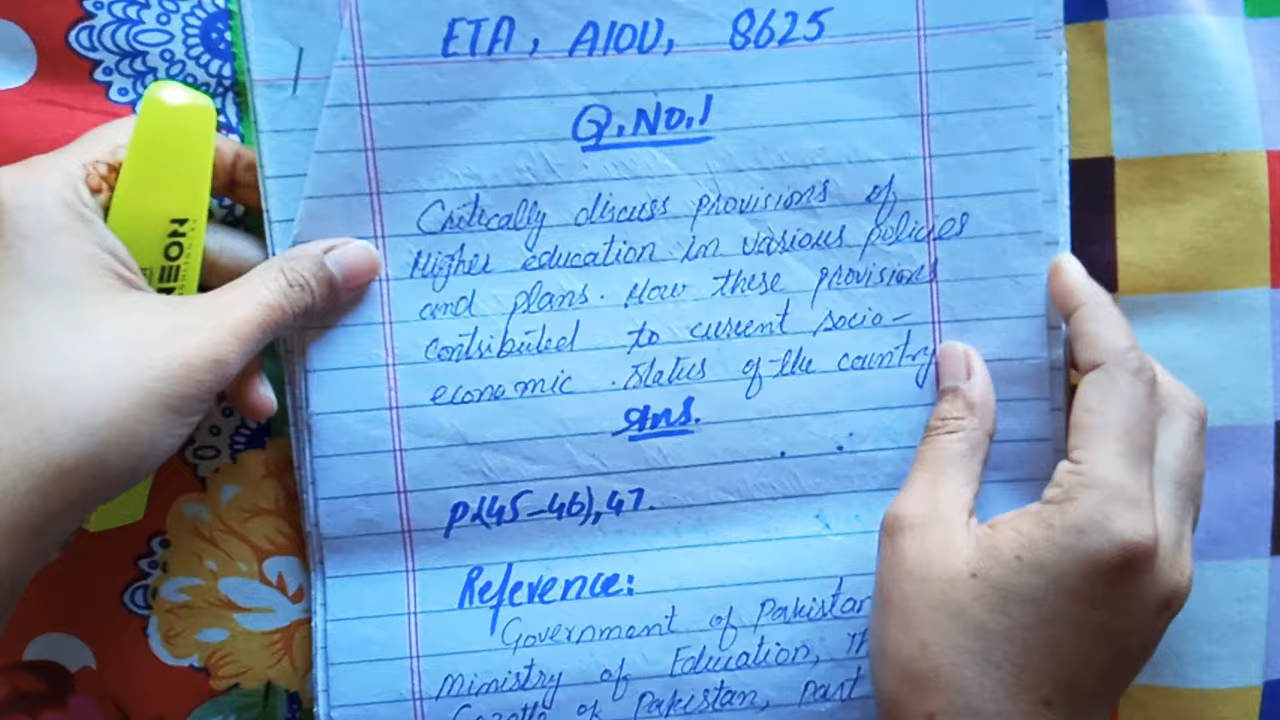 ETA, AIOU, 8625
Q.No.1
Critically discuss provisions of
Higher education in various policies
and plans. How these provisions
contributed to current socio-
economic status of the country
Ans.
P(45-46), 47.
Reference:
Government of Pakistan
Ministry of Education,
of Pakistan, part
NEON